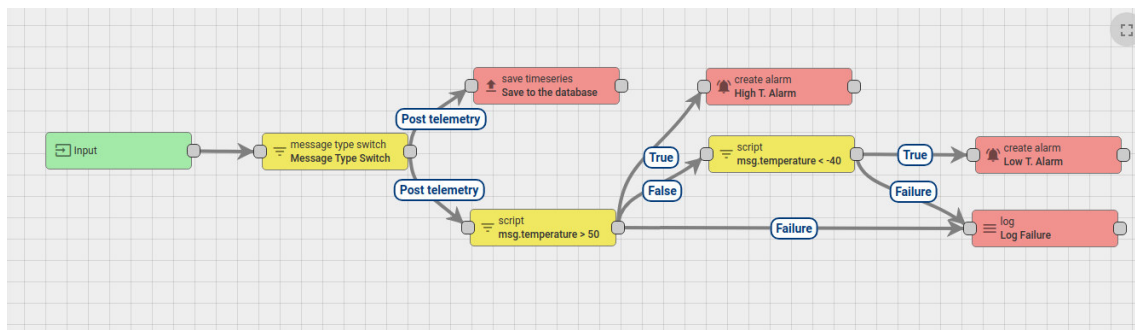 Input
message type switch
Message Type Switch
Post telemetry
Post telemetry
save timeseries
Save to the database
script
msg.temperature > 50
True
False
Failure
create alarm
High T. Alarm
script
msg.temperature < -40
True
Failure
create alarm
Low T. Alarm
log
Log Failure